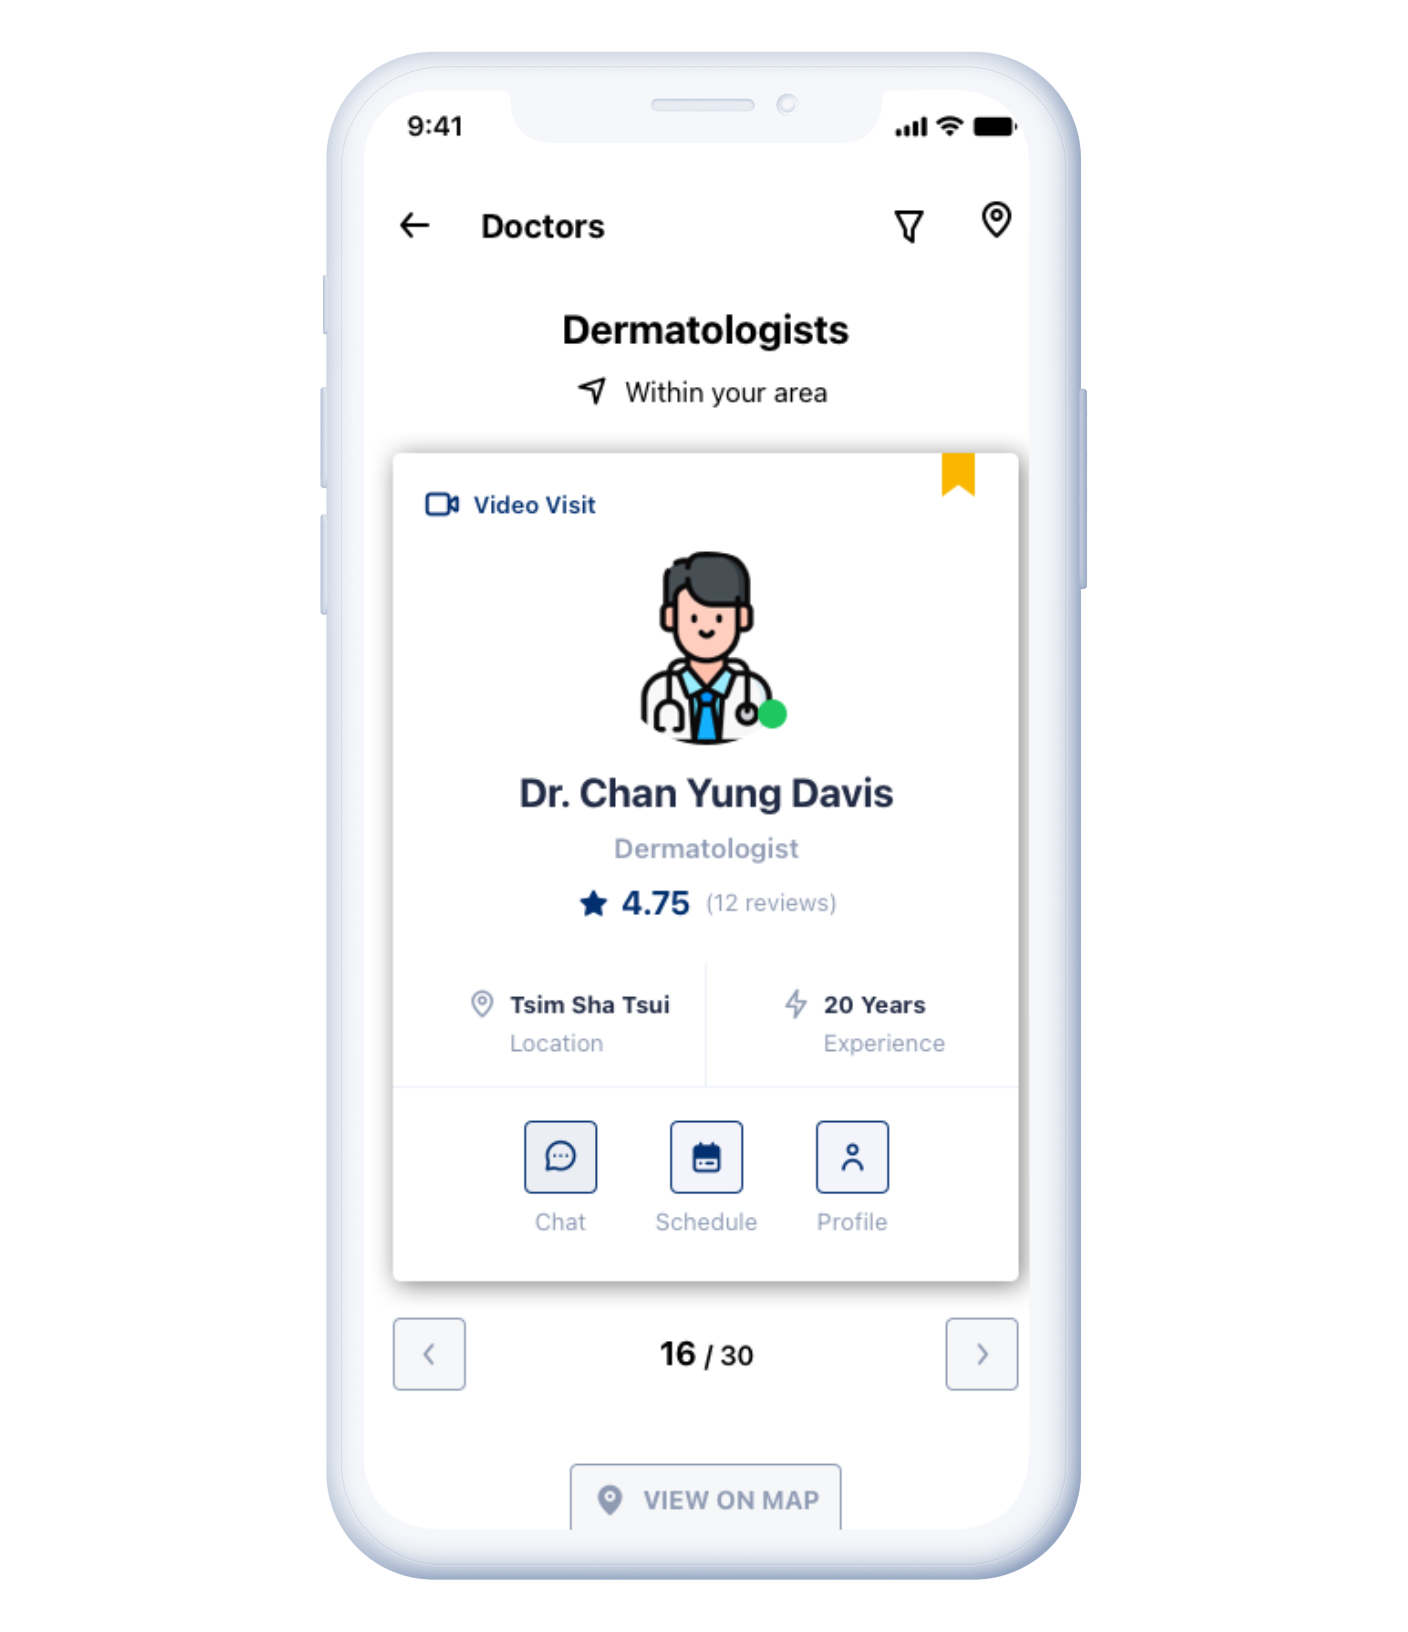 9:41
Doctors
Dermatologists
Within your area
Video Visit
Dr. Chan Yung Davis
Dermatologist
4.75 (12 reviews)
Tsim Sha Tsui
Location
20 Years
Experience
Chat
Schedule
Profile
16 / 30
VIEW ON MAP